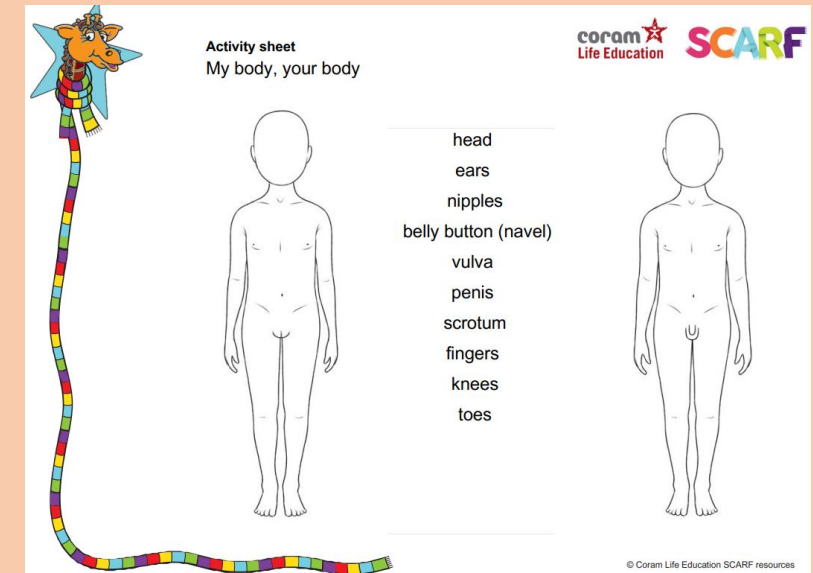 Activity sheet
My body, your body
coram
Life Education
SCARF
head
ears
nipples
belly button (navel)
vulva
penis
scrotum
fingers
knees
toes
© Coram Life Education SCARF resources